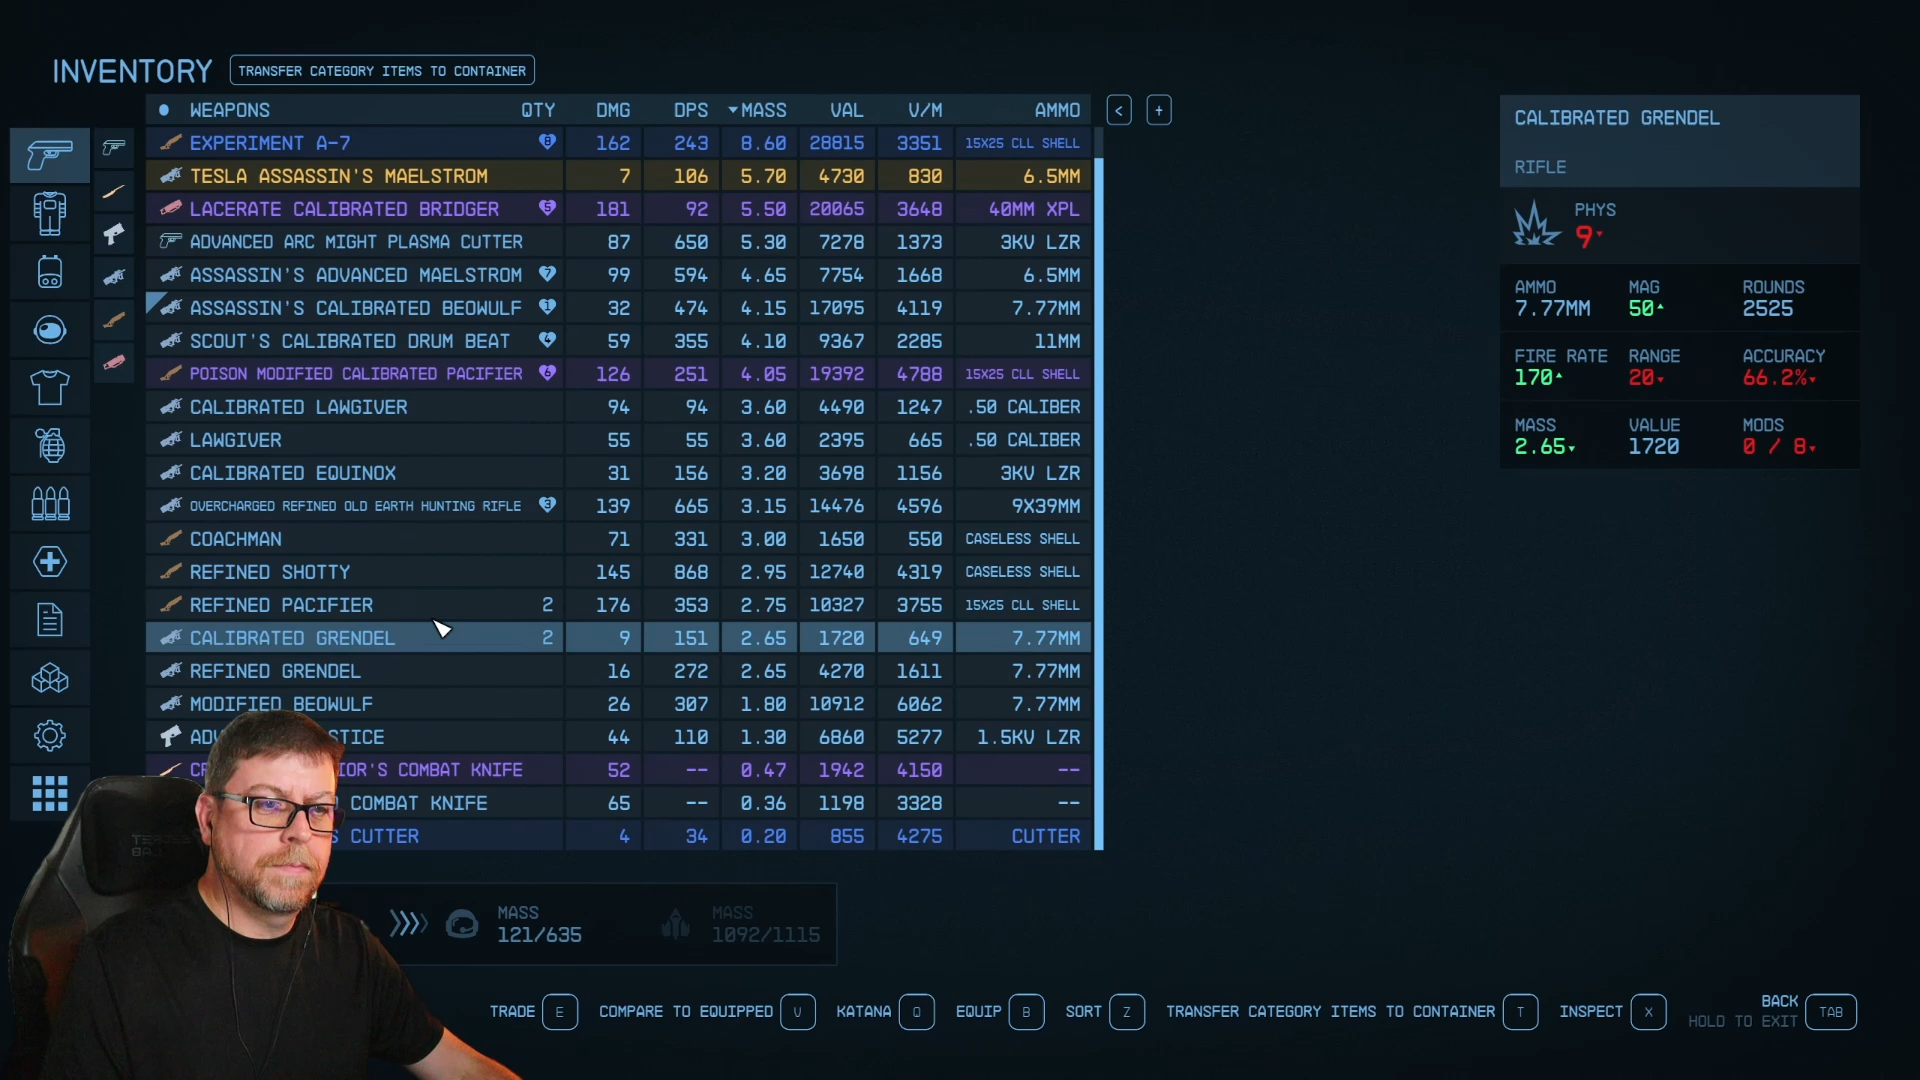 INVENTORY TRANSFER CATEGORY ITEMS TO CONTAINER
WEAPONS QTY DMG DPS MASS VAL V/M AMMO < +
EXPERIMENT A-7 8 162 243 8.60 28815 3351 15X25 CLL SHELL
TESLA ASSASSIN'S MAELSTROM 7 106 5.70 4730 830 6.5MM
LACERATE CALIBRATED BRIDGER 5 181 92 5.50 20065 3648 40MM XPL
ADVANCED ARC MIGHT PLASMA CUTTER 87 650 5.30 7278 1373 3KV LZR
ASSASSIN'S ADVANCED MAELSTROM 7 99 594 4.65 7754 1668 6.5MM
ASSASSIN'S CALIBRATED BEOWULF 1 32 474 4.15 17095 4119 7.77MM
SCOUT'S CALIBRATED DRUM BEAT 4 59 355 4.10 9367 2285 11MM
POISON MODIFIED CALIBRATED PACIFIER 6 126 251 4.05 19392 4788 15X25 CLL SHELL
CALIBRATED LAWGIVER 94 94 3.60 4490 1247 .50 CALIBER
LAWGIVER 55 55 3.60 2395 665 .50 CALIBER
CALIBRATED EQUINOX 31 156 3.20 3698 1156 3KV LZR
OVERCHARGED REFINED OLD EARTH HUNTING RIFLE 3 139 665 3.15 14476 4596 9X39MM
COACHMAN 71 331 3.00 1650 550 CASELESS SHELL
REFINED SHOTTY 145 868 2.95 12740 4319 CASELESS SHELL
REFINED PACIFIER 2 176 353 2.75 10327 3755 15X25 CLL SHELL
CALIBRATED GRENDEL 2 9 151 2.65 1720 649 7.77MM
REFINED GRENDEL 16 272 2.65 4270 1611 7.77MM
MODIFIED BEOWULF 26 307 1.80 10912 6062 7.77MM
44 110 1.30 6860 5277 1.5KV LZR
COMBAT KNIFE 52 -- 0.47 1942 4150 --
COMBAT KNIFE 65 -- 0.36 1198 3328 --
CUTTER 4 34 0.20 855 4275 CUTTER
CALIBRATED GRENDEL
RIFLE
PHYS
9
AMMO MAG ROUNDS
7.77MM 50 2525
FIRE RATE RANGE ACCURACY
170 20 66.2%
MASS VALUE MODS
2.65 1720 0 / 8
MASS MASS
121/635 1092/1115
TRADE E COMPARE TO EQUIPPED V KATANA Q EQUIP B SORT Z TRANSFER CATEGORY ITEMS TO CONTAINER T INSPECT X BACK TAB
HOLD TO EXIT